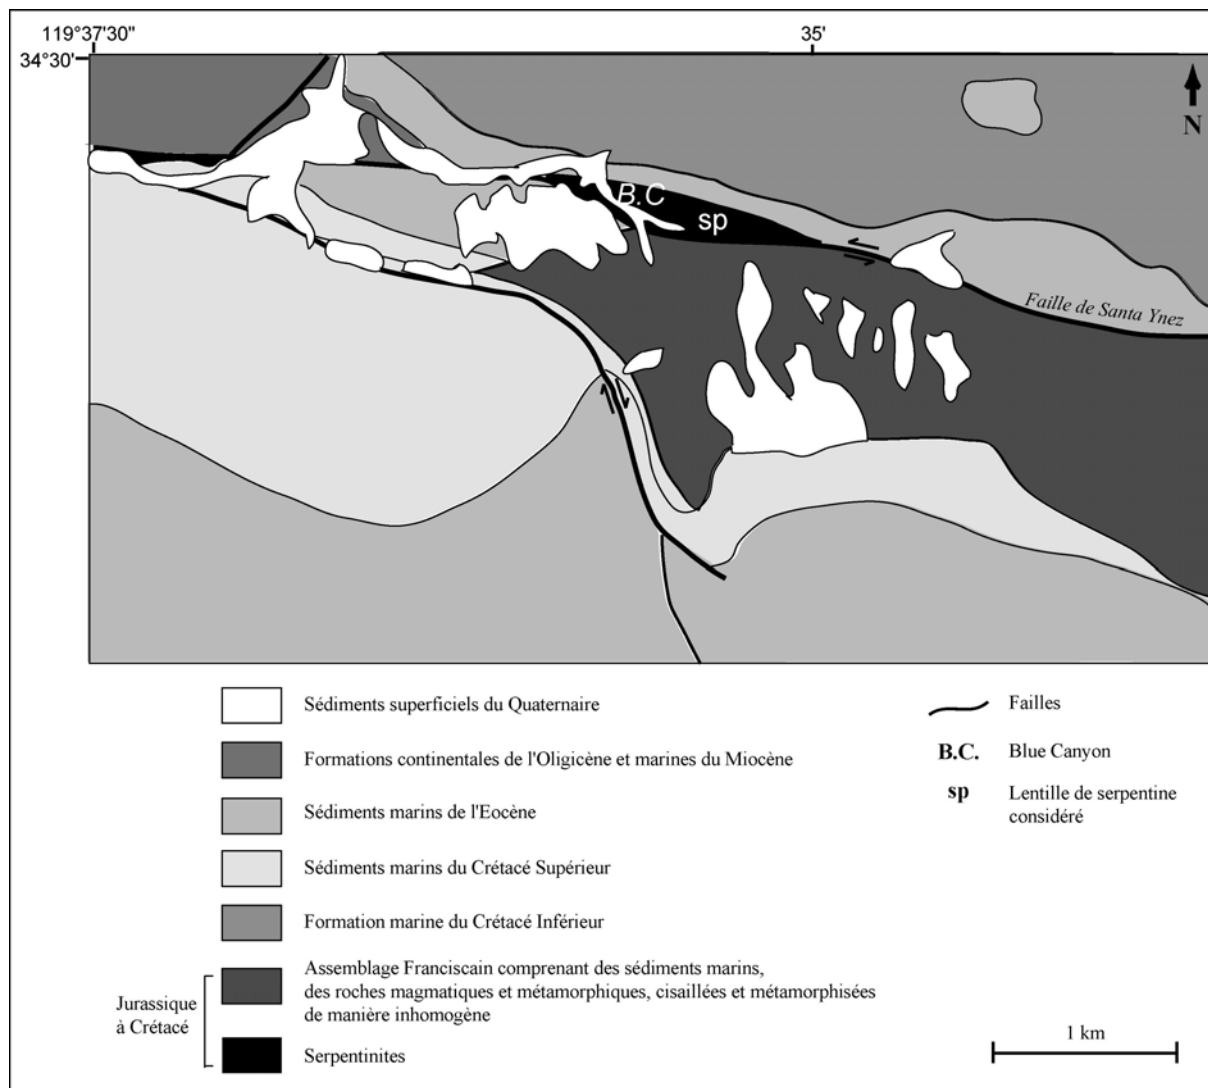 119°37'30"
35'
34°30'
N
B.C
sp
Faille de Santa Ynez
Sédiments superficiels du Quaternaire
Formations continentales de l'Oligicène et marines du Miocène
Sédiments marins de l'Eocène
Sédiments marins du Crétacé Supérieur
Formation marine du Crétacé Inférieur
Jurassique
à Crétacé
Assemblage Franciscain comprenant des sédiments marins,
des roches magmatiques et métamorphiques, cisaillées et métamorphisées
de manière inhomogène
Serpentinites
Failles
B.C.
Blue Canyon
sp
Lentille de serpentine
considéré
1 km